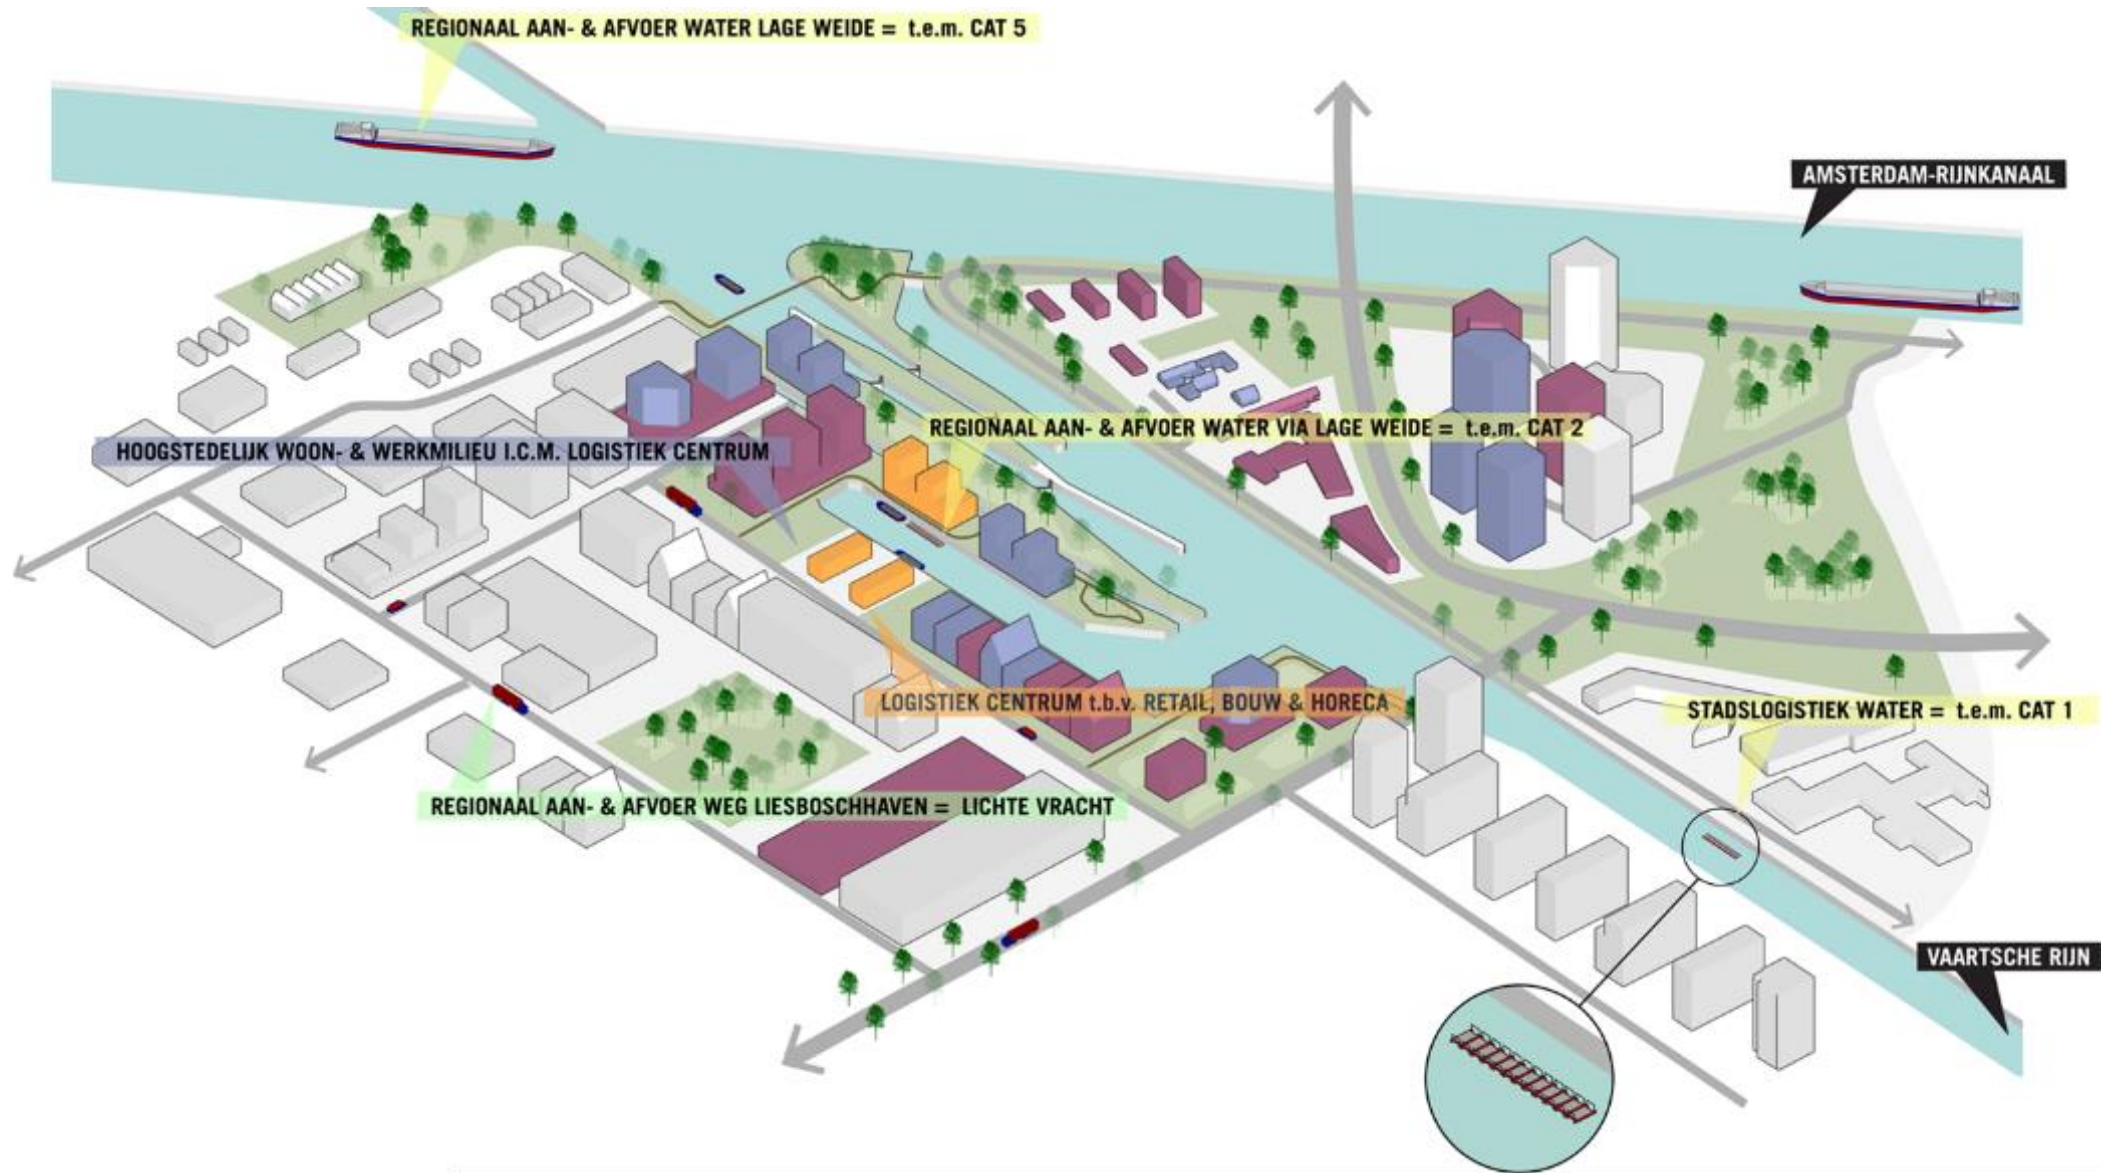 REGIONAAL AAN- & AFVOER WATER LAGE WEIDE = t.e.m. CAT 5
AMSTERDAM-RIJNKANAAL
REGIONAAL AAN- & AFVOER WATER VIA LAGE WEIDE = t.e.m. CAT 2
HOOGSTEDELIJK WOON- & WERKMILIEU I.C.M. LOGISTIEK CENTRUM
LOGISTIEK CENTRUM t.b.v. RETAIL, BOUW & HORECA
STADSLOGISTIEK WATER = t.e.m. CAT 1
REGIONAAL AAN- & AFVOER WEG LIESBOSCHHAVEN = LICHTE VRACHT
VAARTSCHE RIJN